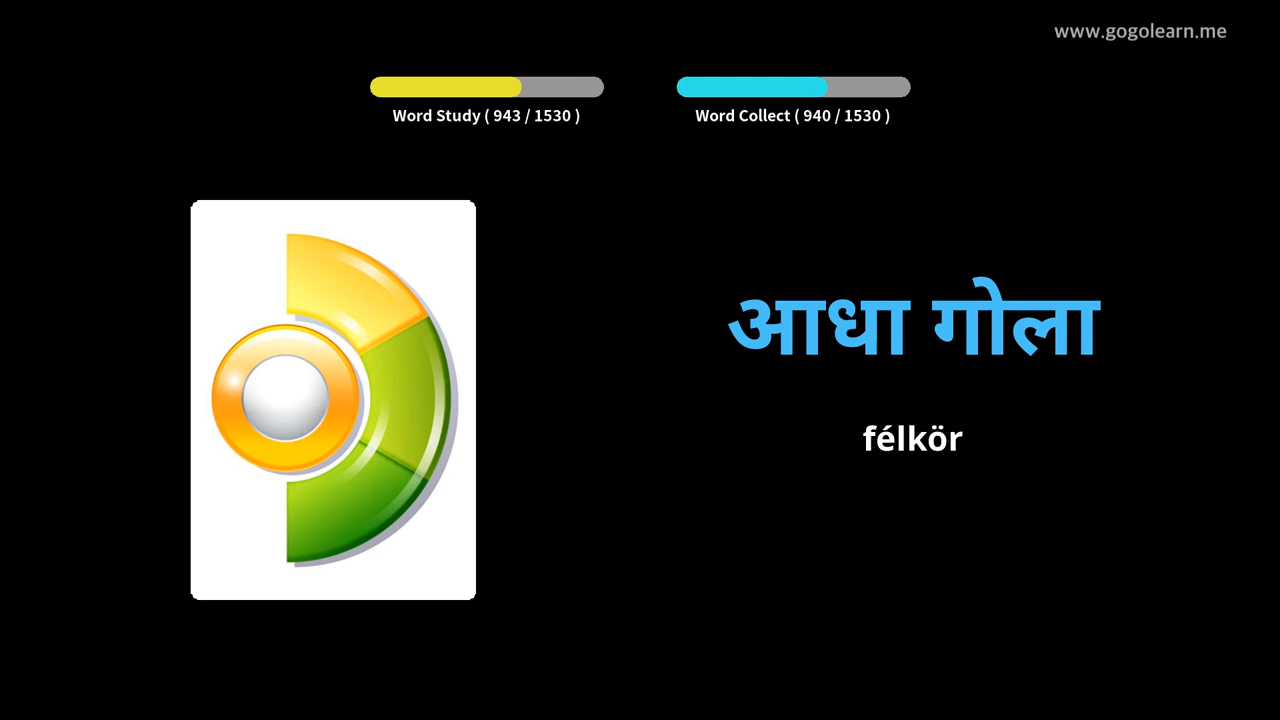 www.gogolearn.me
Word Study ( 943 / 1530 )
Word Collect ( 940 / 1530 )
आधा गोला
félkör